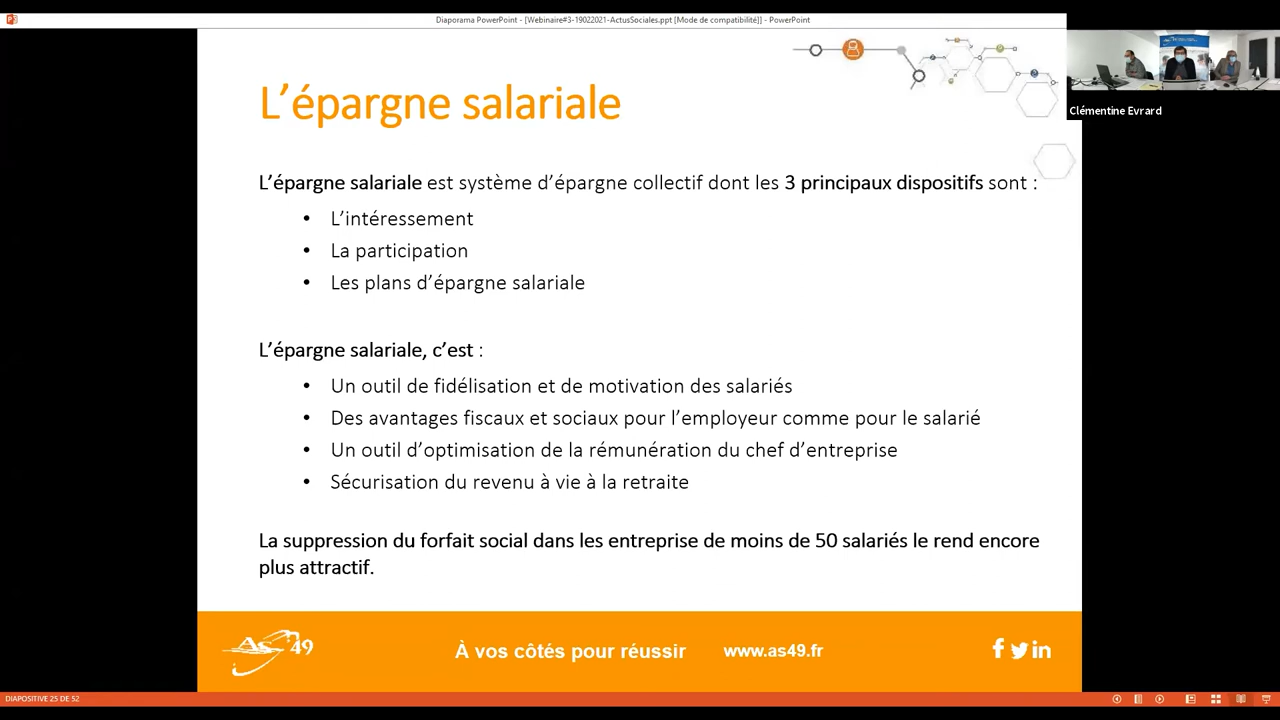 Diaporama PowerPoint - [Webinaire#3-19022021-ActusSociales.ppt [Mode de compatibilité]] - PowerPoint
Clémentine Evrard
L'épargne salariale
L'épargne salariale est système d'épargne collectif dont les 3 principaux dispositifs sont :
• L'intéressement
• La participation
• Les plans d'épargne salariale
L'épargne salariale, c'est :
• Un outil de fidélisation et de motivation des salariés
• Des avantages fiscaux et sociaux pour l'employeur comme pour le salarié
• Un outil d'optimisation de la rémunération du chef d'entreprise
• Sécurisation du revenu à vie à la retraite
La suppression du forfait social dans les entreprise de moins de 50 salariés le rend encore
plus attractif.
As 49
À vos côtés pour réussir
www.as49.fr
DIAPOSITIVE 25 DE 52